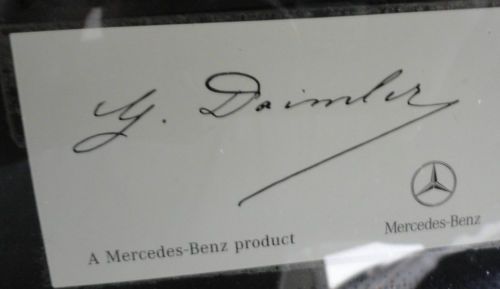 G. Daimler
Mercedes-Benz
A Mercedes-Benz product